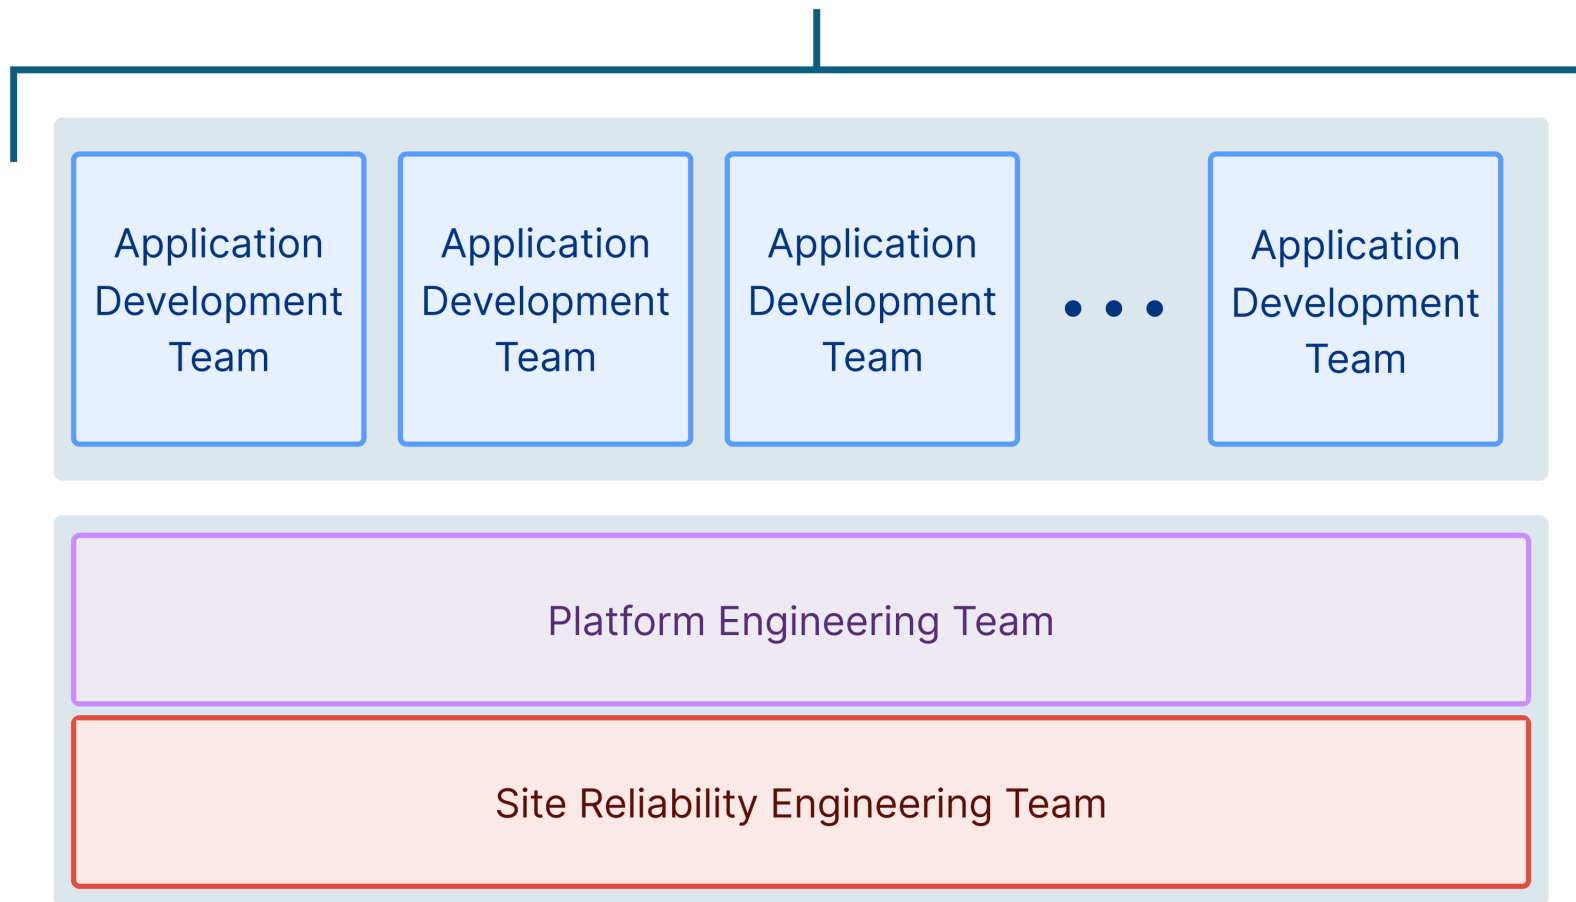 Application
Development
Team
Application
Development
Team
Application
Development
Team
Application
Development
Team
Platform Engineering Team
Site Reliability Engineering Team